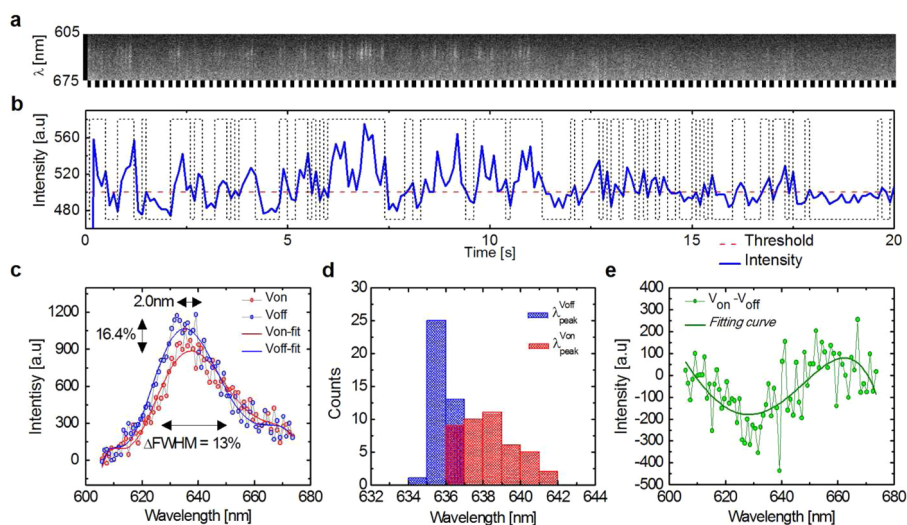 a
605
λ [nm]
675
b
Intensity [a.u]
560
520
480
0
5
10
15
20
Time [s]
Threshold
Intensity
c
Intentisy [a.u]
1200
900
600
300
0
2.0nm
16.4%
ΔFWHM = 13%
Von
Voff
Von-fit
Voff-fit
600 620 640 660 680
Wavelength [nm]
d
Counts
30
25
20
15
10
5
0
λ peak Voff
λ peak Von
632 634 636 638 640 642 644
Wavelength [nm]
e
Intensity [a.u]
400
300
200
100
0
-100
-200
-300
-400
-500
Von -Voff
Fitting curve
600 620 640 660 680
Wavelength [nm]